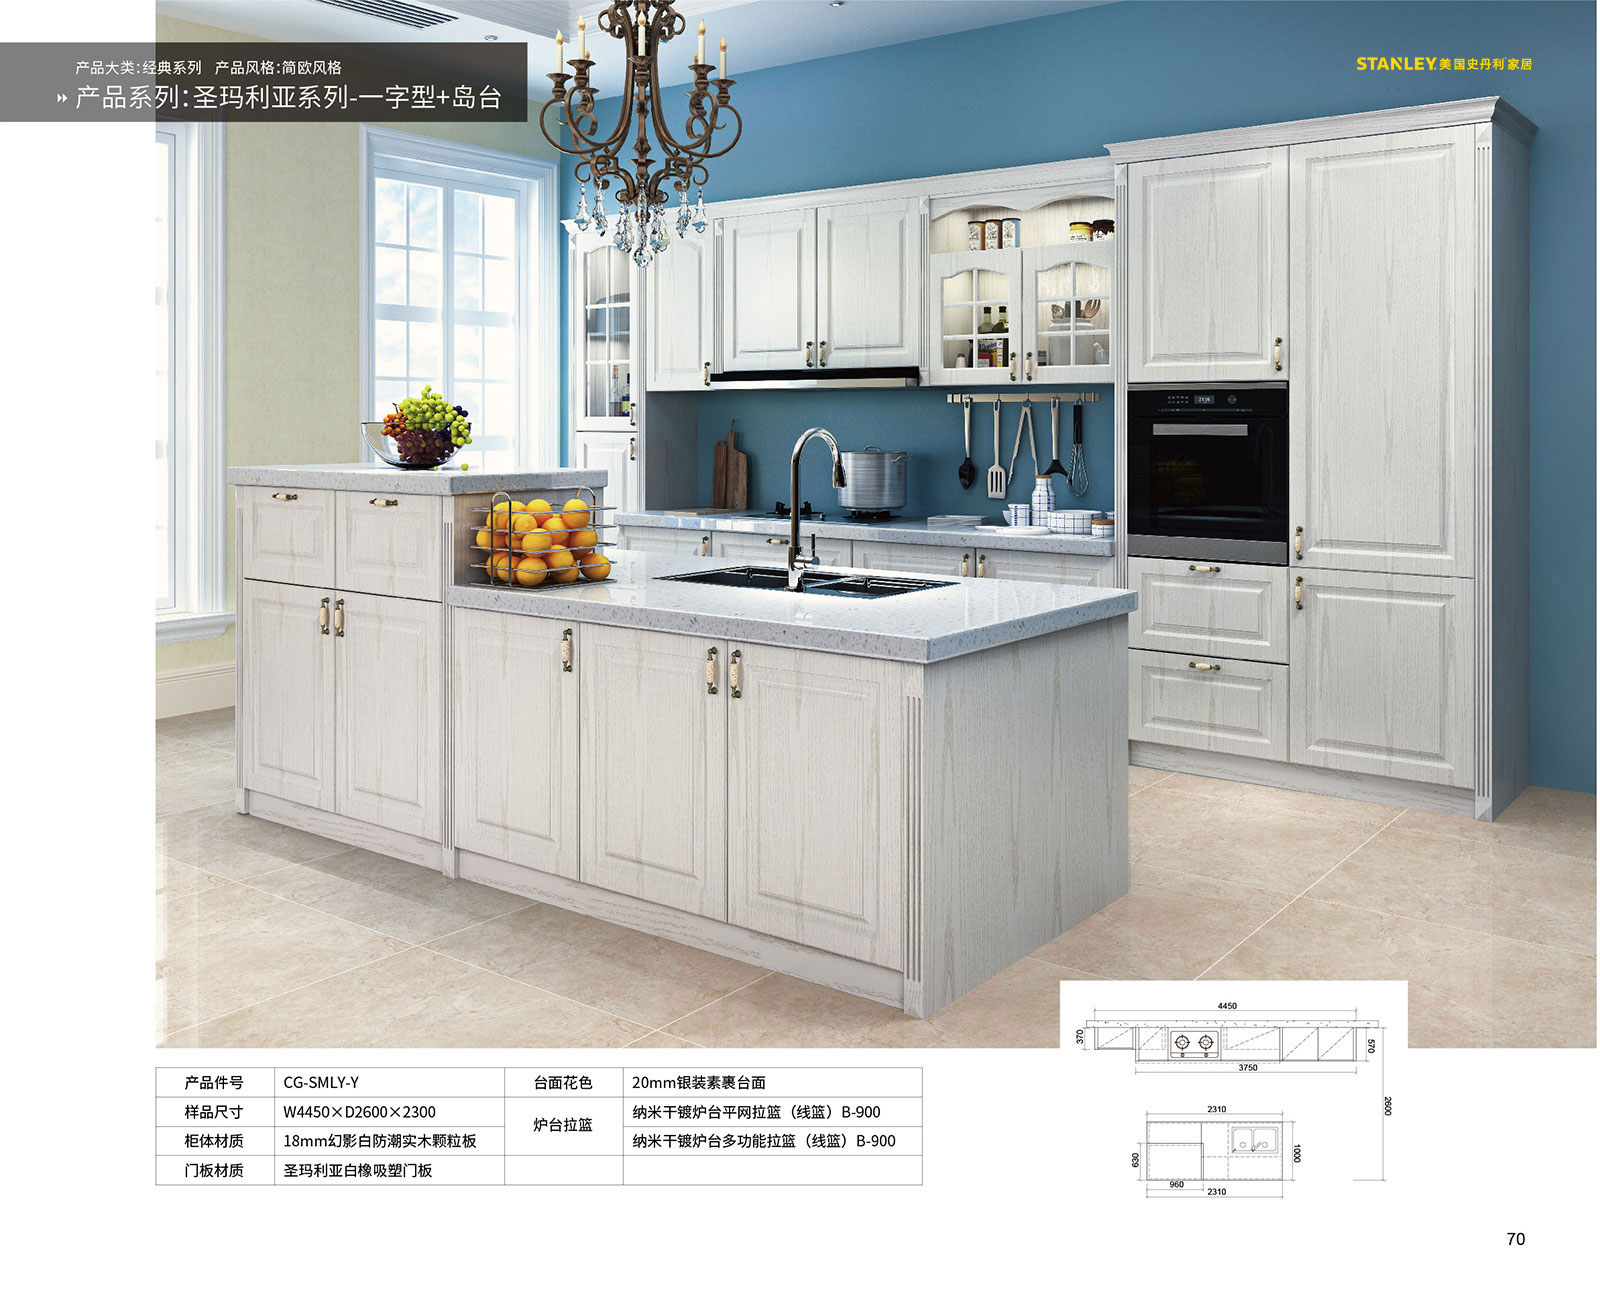 产品大类:经典系列 产品风格:简欧风格
STANLEY.美国史丹利家居
产品系列:圣玛利亚系列-一字型+岛台
4450
370
570
3750
2600
2310
630
1000
960
2310
产品件号 CG-SMLY-Y 台面花色 20mm银装素裹台面
样品尺寸 W4450×D2600×2300 炉台拉篮 纳米干镀炉台平网拉篮（线篮）B-900
柜体材质 18mm幻影白防潮实木颗粒板 纳米干镀炉台多功能拉篮（线篮）B-900
门板材质 圣玛利亚白橡吸塑门板
70